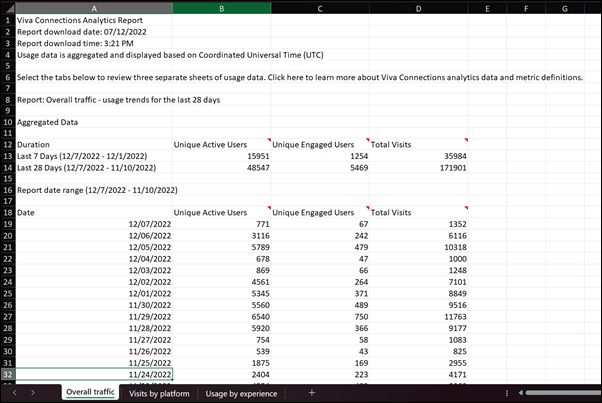 A B C D E F G
1 Viva Connections Analytics Report
2 Report download date: 07/12/2022
3 Report download time: 3:21 PM
4 Usage data is aggregated and displayed based on Coordinated Universal Time (UTC)
5
6 Select the tabs below to review three separate sheets of usage data. Click here to learn more about Viva Connections analytics data and metric definitions.
7
8 Report: Overall traffic - usage trends for the last 28 days
9
10 Aggregated Data
11
12 Duration Unique Active Users Unique Engaged Users Total Visits
13 Last 7 Days (12/7/2022 - 12/1/2022) 15951 1254 35984
14 Last 28 Days (12/7/2022 - 11/10/2022) 48547 5469 171901
15
16 Report date range (12/7/2022 - 11/10/2022)
17
18 Date Unique Active Users Unique Engaged Users Total Visits
19 12/07/2022 771 67 1352
20 12/06/2022 3116 242 6116
21 12/05/2022 5789 479 10318
22 12/04/2022 678 47 1000
23 12/03/2022 869 66 1248
24 12/02/2022 4561 264 7101
25 12/01/2022 5345 371 8849
26 11/30/2022 5560 489 9516
27 11/29/2022 6540 750 11763
28 11/28/2022 5920 366 9177
29 11/27/2022 754 58 1083
30 11/26/2022 539 43 825
31 11/25/2022 1875 169 2955
32 11/24/2022 2404 223 4171
Overall traffic Visits by platform Usage by experience